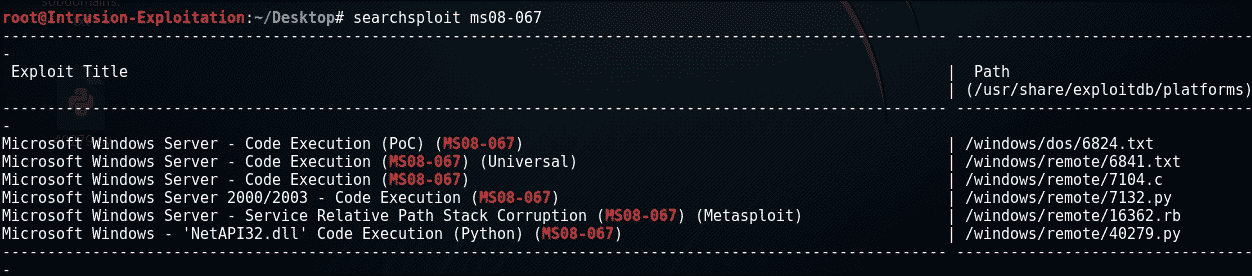 root@Intrusion-Exploitation:~/Desktop# searchsploit ms08-067
--------------------------------------------------------------------------------------------------------- ---------------------------------
-
 Exploit Title | Path
 | (/usr/share/exploitdb/platforms)
--------------------------------------------------------------------------------------------------------- ---------------------------------
-
Microsoft Windows Server - Code Execution (PoC) (MS08-067) | /windows/dos/6824.txt
Microsoft Windows Server - Code Execution (MS08-067) (Universal) | /windows/remote/6841.txt
Microsoft Windows Server - Code Execution (MS08-067) | /windows/remote/7104.c
Microsoft Windows Server 2000/2003 - Code Execution (MS08-067) | /windows/remote/7132.py
Microsoft Windows Server - Service Relative Path Stack Corruption (MS08-067) (Metasploit) | /windows/remote/16362.rb
Microsoft Windows - 'NetAPI32.dll' Code Execution (Python) (MS08-067) | /windows/remote/40279.py
--------------------------------------------------------------------------------------------------------- ---------------------------------
-